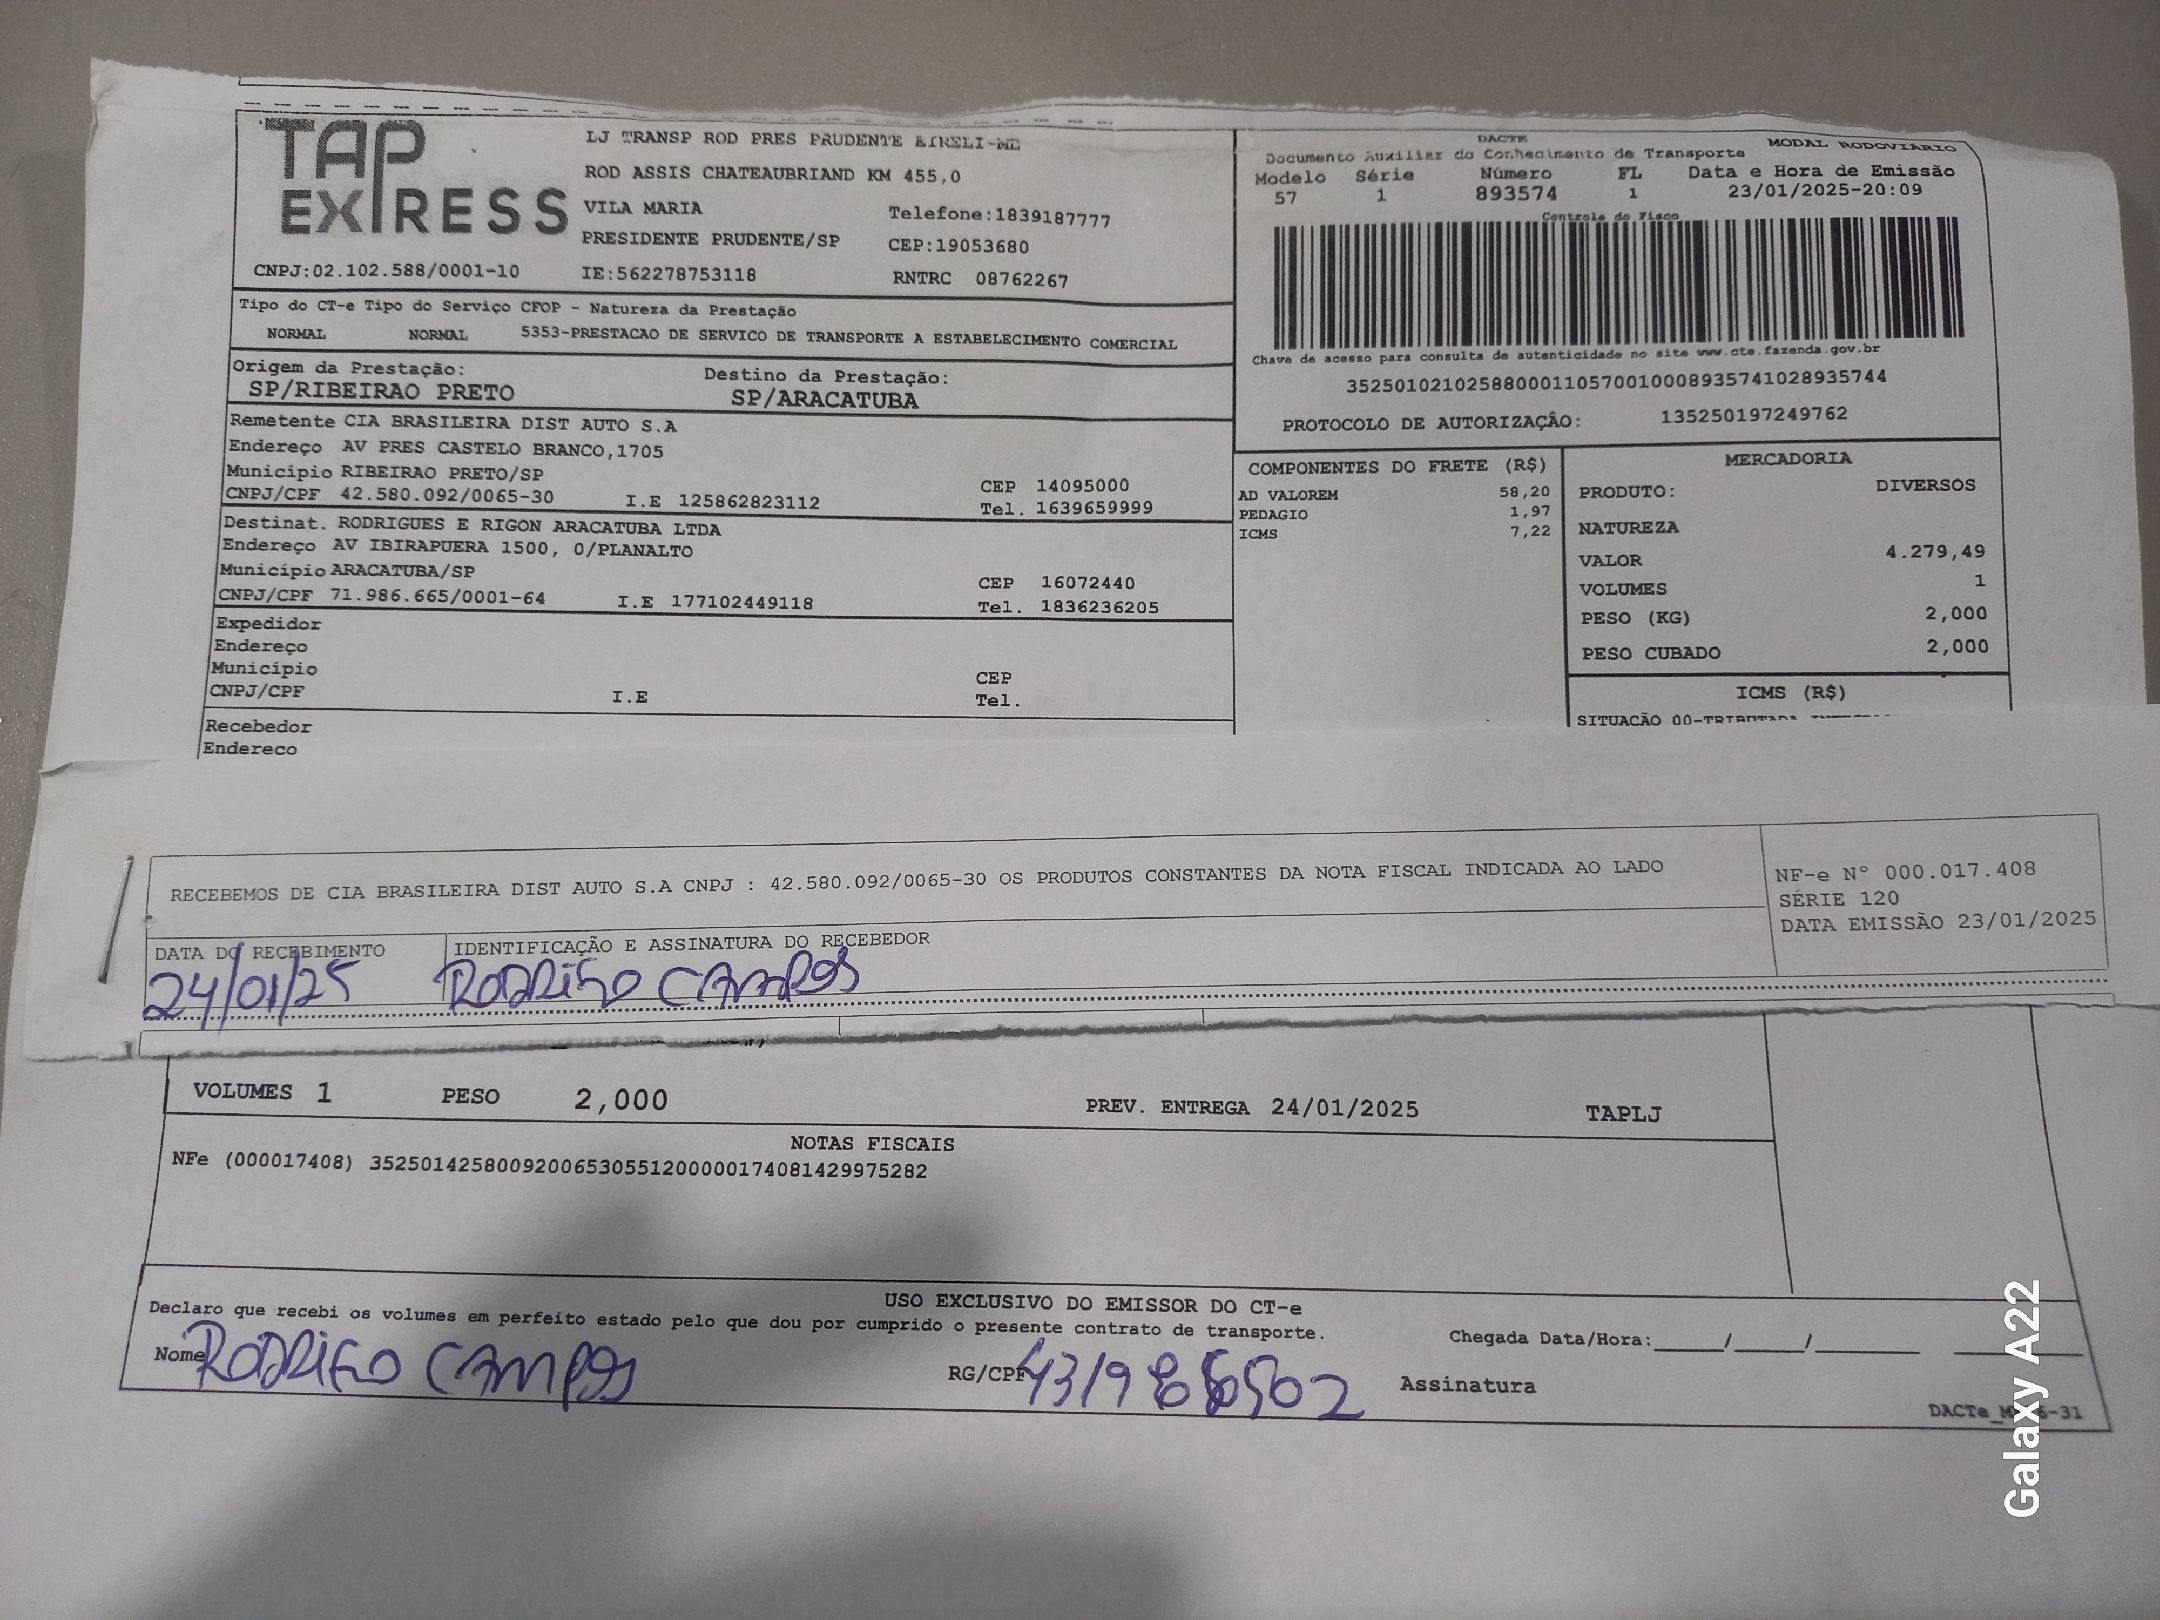 TAP EXPRESS
LJ TRANSP ROD PRES PRUDENTE EIRELI-ME
ROD ASSIS CHATEAUBRIAND KM 455,0
VILA MARIA Telefone:1839187777
PRESIDENTE PRUDENTE/SP CEP:19053680
CNPJ:02.102.588/0001-10 IE:562278753118 RNTRC 08762267
DACTE MODAL RODOVIÁRIO
Documento Auxiliar do Conhecimento de Transporte
Modelo Série Número FL Data e Hora de Emissão
57 1 893574 1 23/01/2025-20:09
Controle do Fisco
Chave de acesso para consulta de autenticidade no site www.cte.fazenda.gov.br
35250102102588000110570010008935741028935744
PROTOCOLO DE AUTORIZAÇÃO: 135250197249762
Tipo do CT-e Tipo do Serviço CFOP - Natureza da Prestação
NORMAL NORMAL 5353-PRESTACAO DE SERVICO DE TRANSPORTE A ESTABELECIMENTO COMERCIAL
Origem da Prestação: Destino da Prestação:
SP/RIBEIRAO PRETO SP/ARACATUBA
Remetente CIA BRASILEIRA DIST AUTO S.A
Endereço AV PRES CASTELO BRANCO,1705
Município RIBEIRAO PRETO/SP CEP 14095000
CNPJ/CPF 42.580.092/0065-30 I.E 125862823112 Tel. 1639659999
Destinat. RODRIGUES E RIGON ARACATUBA LTDA
Endereço AV IBIRAPUERA 1500, 0/PLANALTO
Município ARACATUBA/SP CEP 16072440
CNPJ/CPF 71.986.665/0001-64 I.E 177102449118 Tel. 1836236205
Expedidor
Endereço
Município CEP
CNPJ/CPF I.E Tel.
Recebedor
Endereco
COMPONENTES DO FRETE (R$)
AD VALOREM 58,20
PEDAGIO 1,97
ICMS 7,22
MERCADORIA
PRODUTO: DIVERSOS
NATUREZA
VALOR 4.279,49
VOLUMES 1
PESO (KG) 2,000
PESO CUBADO 2,000
ICMS (R$)
SITUACÃO 00-TRIBUTADA
RECEBEMOS DE CIA BRASILEIRA DIST AUTO S.A CNPJ : 42.580.092/0065-30 OS PRODUTOS CONSTANTES DA NOTA FISCAL INDICADA AO LADO
NF-e Nº 000.017.408
SÉRIE 120
DATA EMISSÃO 23/01/2025
DATA DO RECEBIMENTO IDENTIFICAÇÃO E ASSINATURA DO RECEBEDOR
24/01/25 RODRIGO CAMPOS
VOLUMES 1 PESO 2,000 PREV. ENTREGA 24/01/2025 TAPLJ
NOTAS FISCAIS
NFe (000017408) 35250142580092006530551200000174081429975282
USO EXCLUSIVO DO EMISSOR DO CT-e
Declaro que recebi os volumes em perfeito estado pelo que dou por cumprido o presente contrato de transporte.
Chegada Data/Hora:_____/_____/_______
Nome RODRIGO CAMPOS RG/CPF Assinatura
Galaxy A22